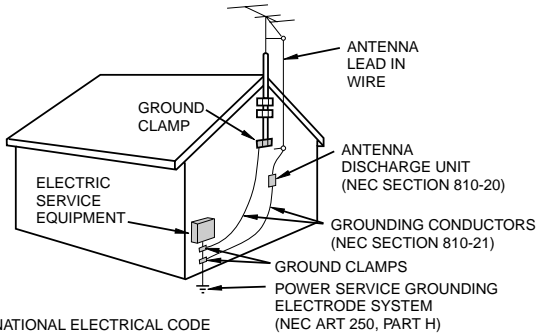 ANTENNA
LEAD IN
WIRE
GROUND
CLAMP
ANTENNA
DISCHARGE UNIT
(NEC SECTION 810-20)
ELECTRIC
SERVICE
EQUIPMENT
GROUNDING CONDUCTORS
(NEC SECTION 810-21)
GROUND CLAMPS
POWER SERVICE GROUNDING
ELECTRODE SYSTEM
(NEC ART 250, PART H)
NATIONAL ELECTRICAL CODE